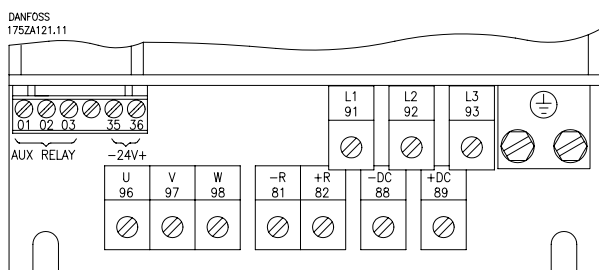 DANFOSS
175ZA121.11
L1 L2 L3
91 92 93
01 02 03 35 36
AUX RELAY -24V+
U V W -R +R -DC +DC
96 97 98 81 82 88 89